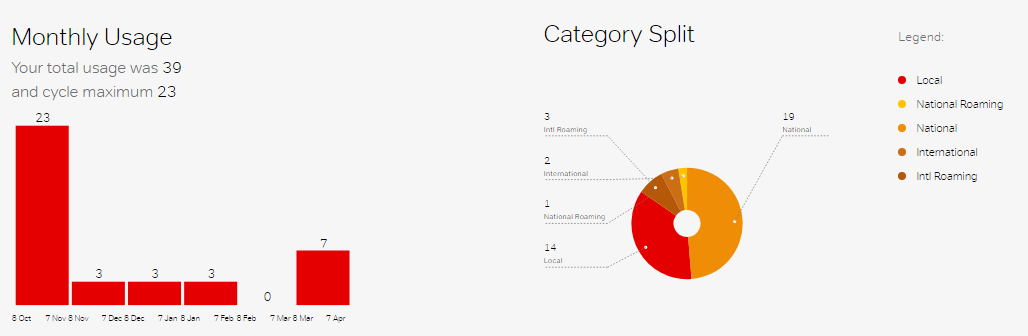 Monthly Usage
Your total usage was 39
and cycle maximum 23
23
3
3
3
0
7
8 Oct 7 Nov 8 Nov 7 Dec 8 Dec 7 Jan 8 Jan 7 Feb 8 Feb 7 Mar 8 Mar 7 Apr
Category Split
3
Intl Roaming
2
International
1
National Roaming
14
Local
19
National
Legend:
Local
National Roaming
National
International
Intl Roaming